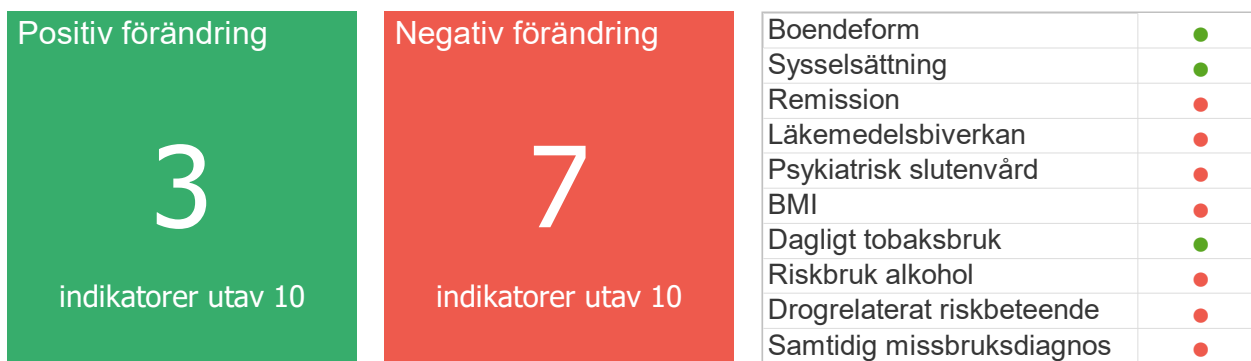 Positiv förändring
3
indikatorer utav 10
Negativ förändring
7
indikatorer utav 10
Boendeform
Sysselsättning
Remission
Läkemedelsbiverkan
Psykiatrisk slutenvård
BMI
Dagligt tobaksbruk
Riskbruk alkohol
Drogrelaterat riskbeteende
Samtidig missbruksdiagnos